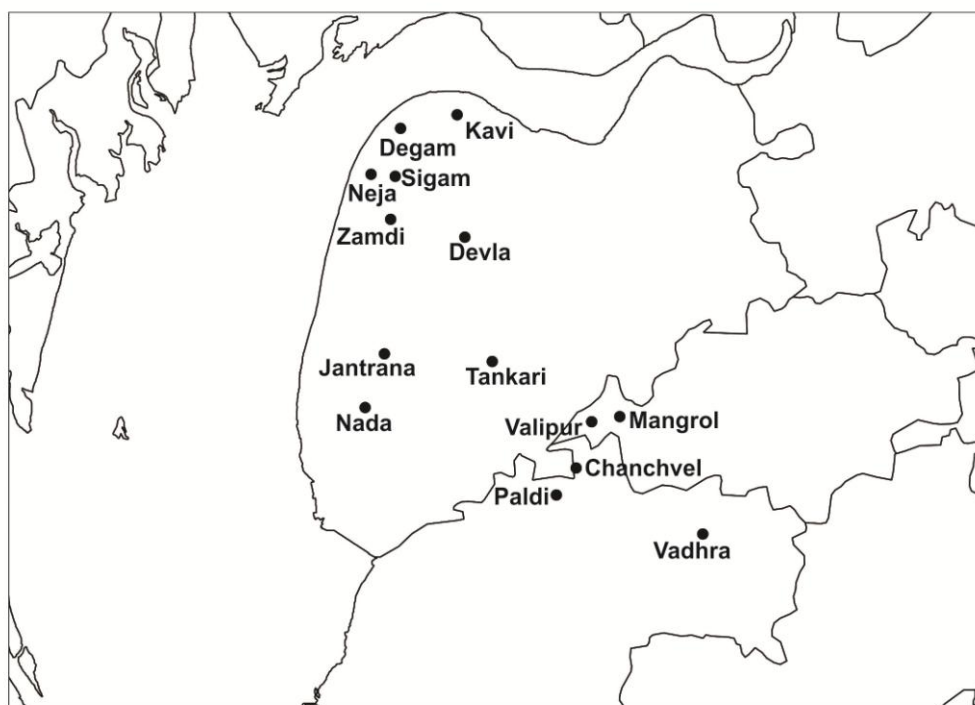 Kavi
Degam
Sigam
Neja
Zamdi
Devla
Jantrana
Tankari
Nada
Valipur
Mangrol
Chanchvel
Paldi
Vadhra